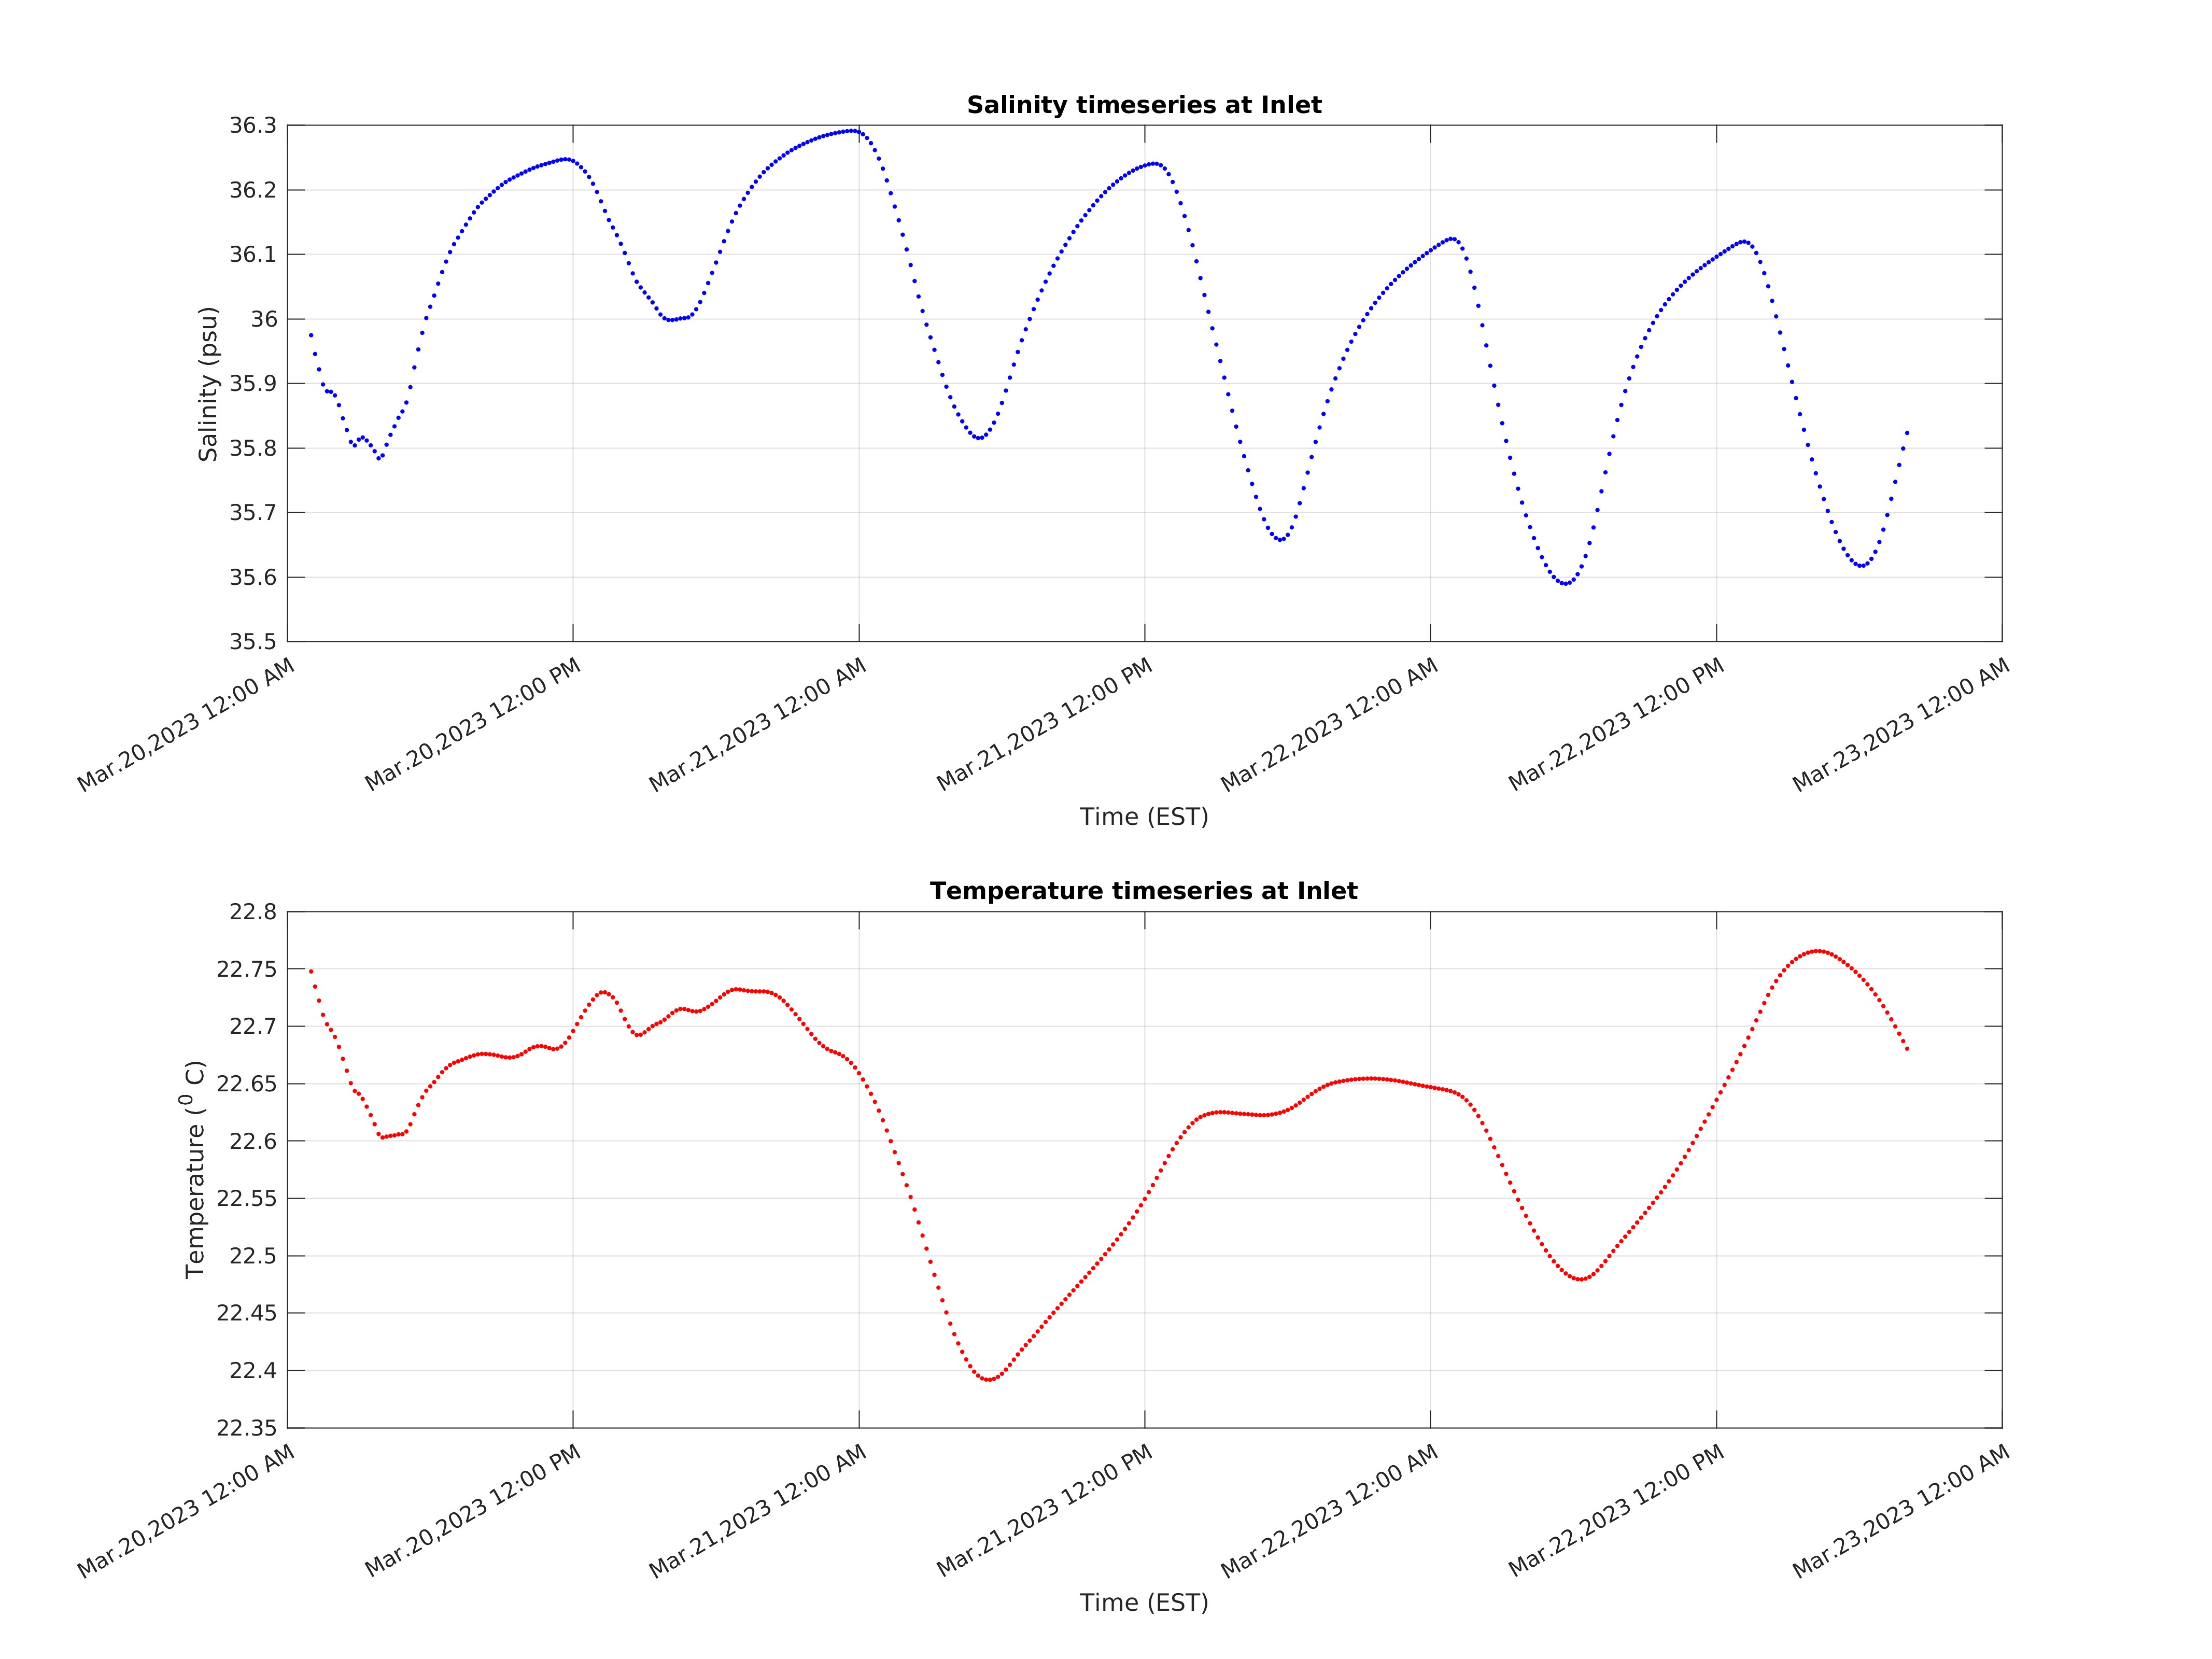 Salinity timeseries at Inlet
36.3
36.2
36.1
36
35.9
35.8
35.7
35.6
35.5
Salinity (psu)
Mar.20,2023 12:00 AM
Mar.20,2023 12:00 PM
Mar.21,2023 12:00 AM
Mar.21,2023 12:00 PM
Mar.22,2023 12:00 AM
Mar.22,2023 12:00 PM
Mar.23,2023 12:00 AM
Time (EST)
Temperature timeseries at Inlet
22.8
22.75
22.7
22.65
22.6
22.55
22.5
22.45
22.4
22.35
Temperature (⁰ C)
Mar.20,2023 12:00 AM
Mar.20,2023 12:00 PM
Mar.21,2023 12:00 AM
Mar.21,2023 12:00 PM
Mar.22,2023 12:00 AM
Mar.22,2023 12:00 PM
Mar.23,2023 12:00 AM
Time (EST)